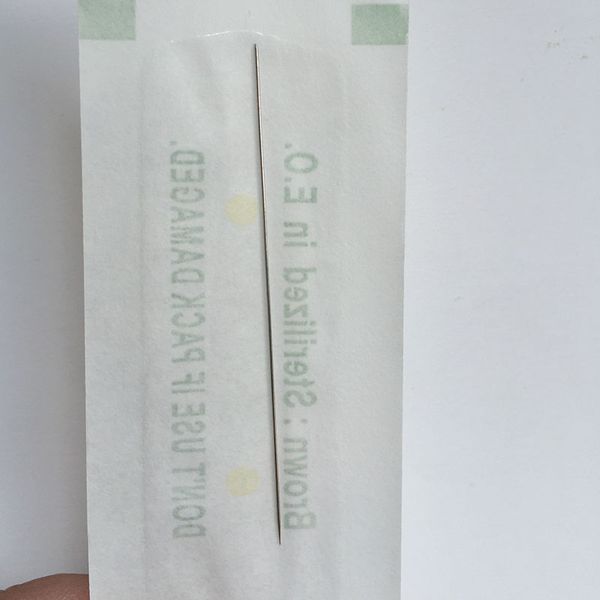 DON'T USE IF PACK DAMAGED.
Brown : Sterilized in E.O.